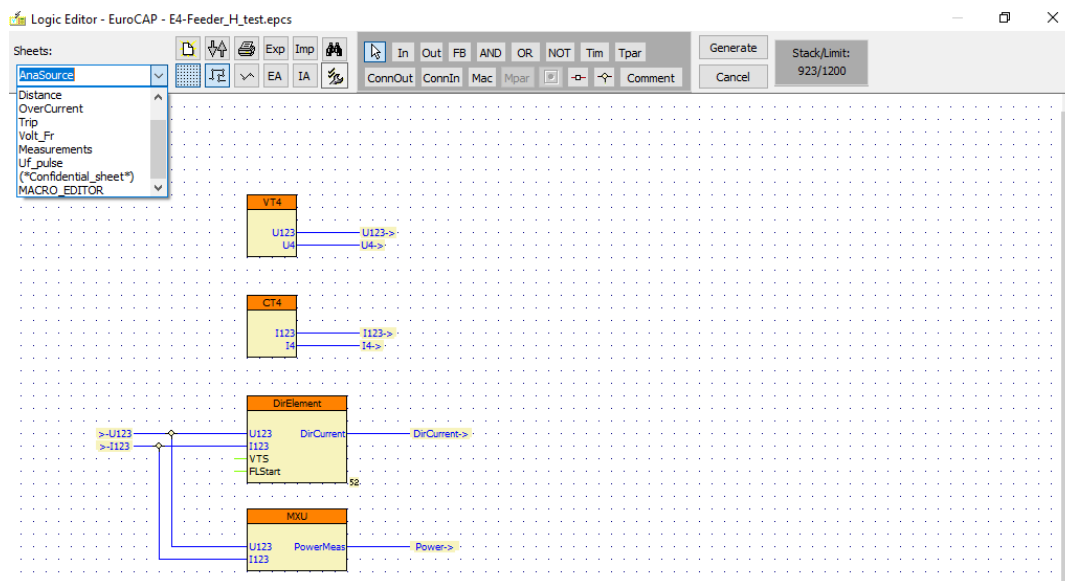 Logic Editor - EuroCAP - E4-Feeder_H_test.epcs
Sheets:
Exp Imp
In Out FB AND OR NOT Tim Tpar
Generate
Stack/Limit:
923/1200
AnaSource
EA IA
ConnOut ConnIn Mac Mpar Comment
Cancel
Distance
OverCurrent
Trip
Volt_Fr
Measurements
Uf_pulse
(*Confidential_sheet*)
MACRO_EDITOR
VT4
U123 U123->
U4 U4->
CT4
I123 I123->
I4 I4->
DirElement
>-U123 U123 DirCurrent DirCurrent->
>-I123 I123
VTS
FLStart
52
MXU
U123 PowerMeas Power->
I123